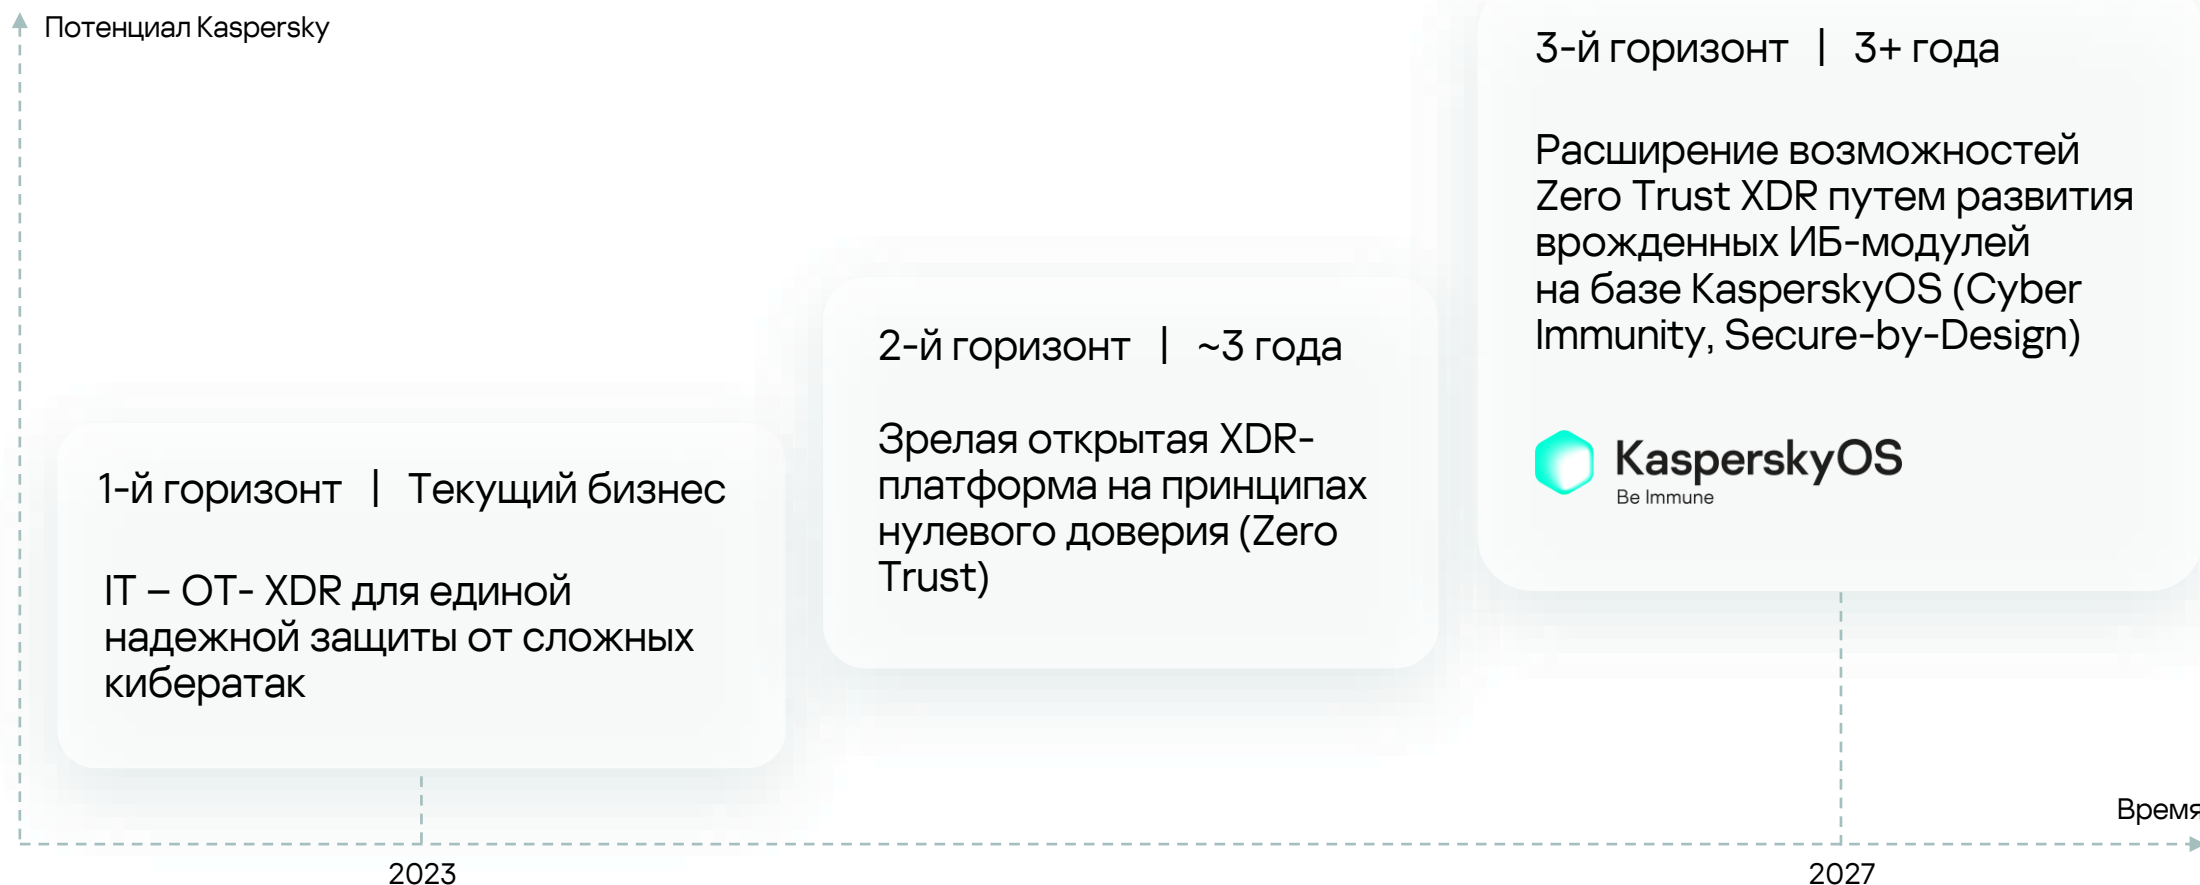 Потенциал Kaspersky
1-й горизонт | Текущий бизнес
IT – OT- XDR для единой
надежной защиты от сложных
кибератак
2-й горизонт | ~3 года
Зрелая открытая XDR-
платформа на принципах
нулевого доверия (Zero
Trust)
3-й горизонт | 3+ года
Расширение возможностей
Zero Trust XDR путем развития
врожденных ИБ-модулей
на базе KasperskyOS (Cyber
Immunity, Secure-by-Design)
KasperskyOS
Be Immune
Время
2023
2027